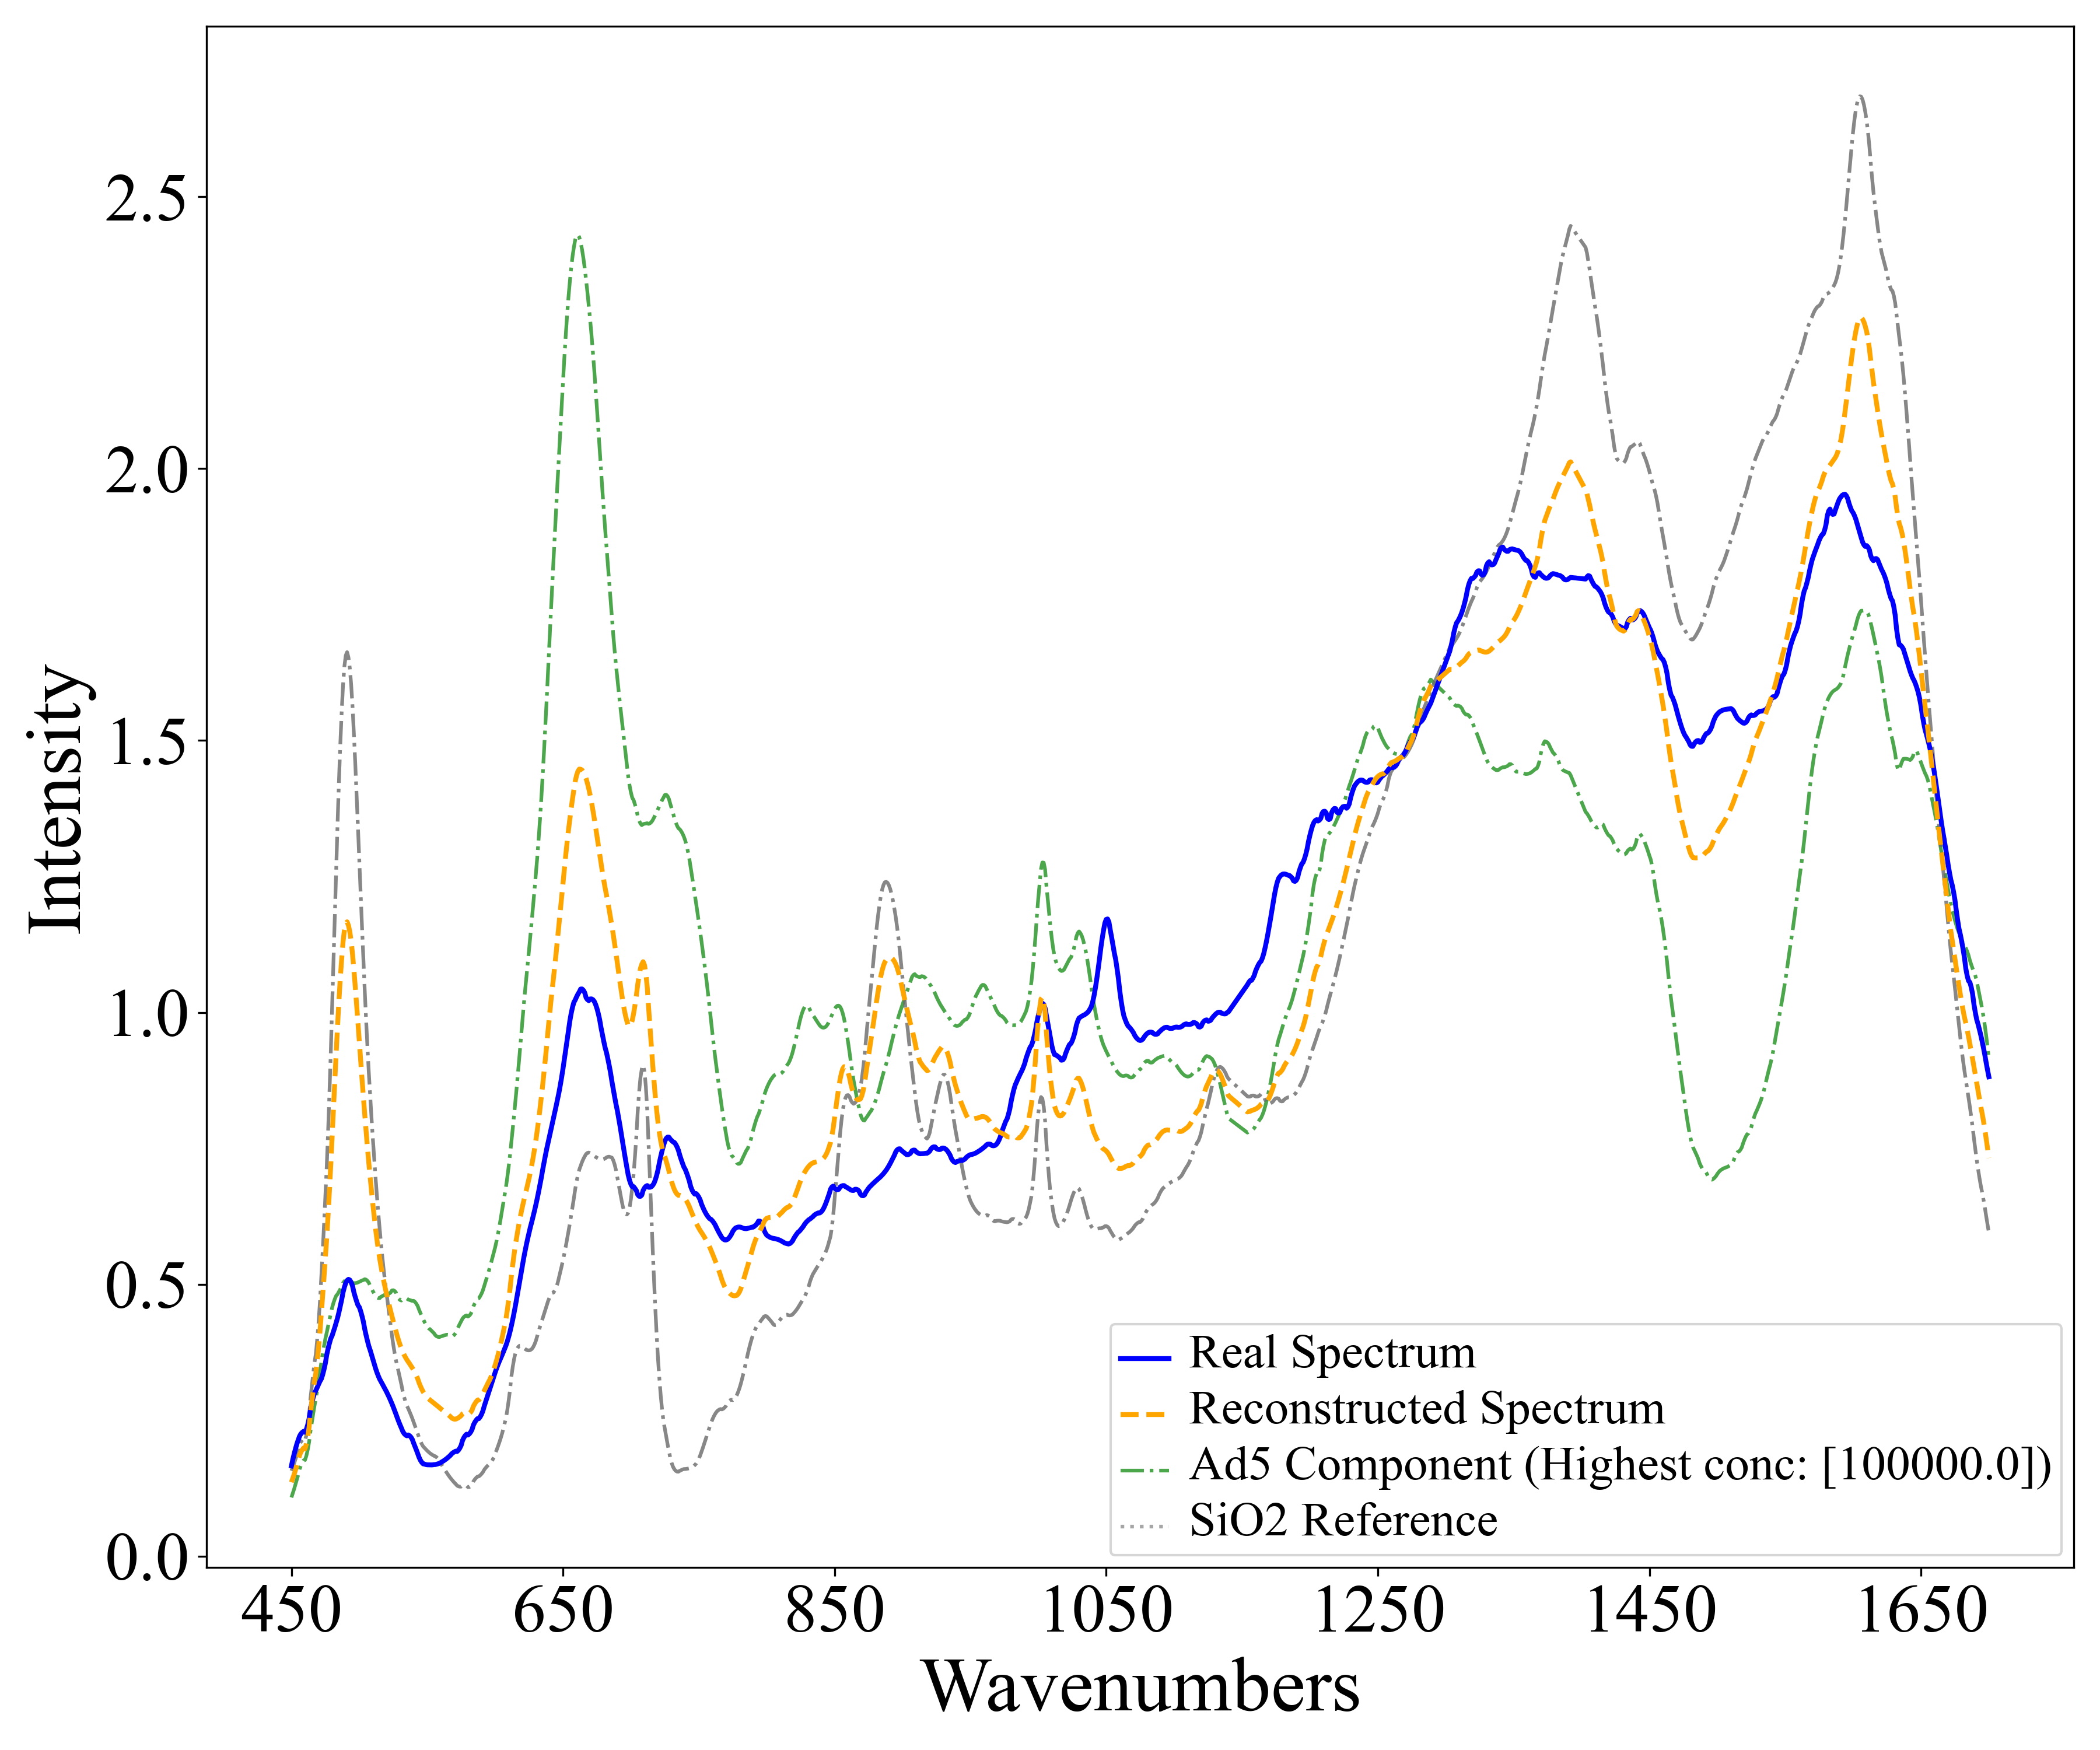 2.5
2.0
1.5
1.0
0.5
0.0
Intensity
450 650 850 1050 1250 1450 1650
Wavenumbers
Real Spectrum
Reconstructed Spectrum
Ad5 Component (Highest conc: [100000.0])
SiO2 Reference